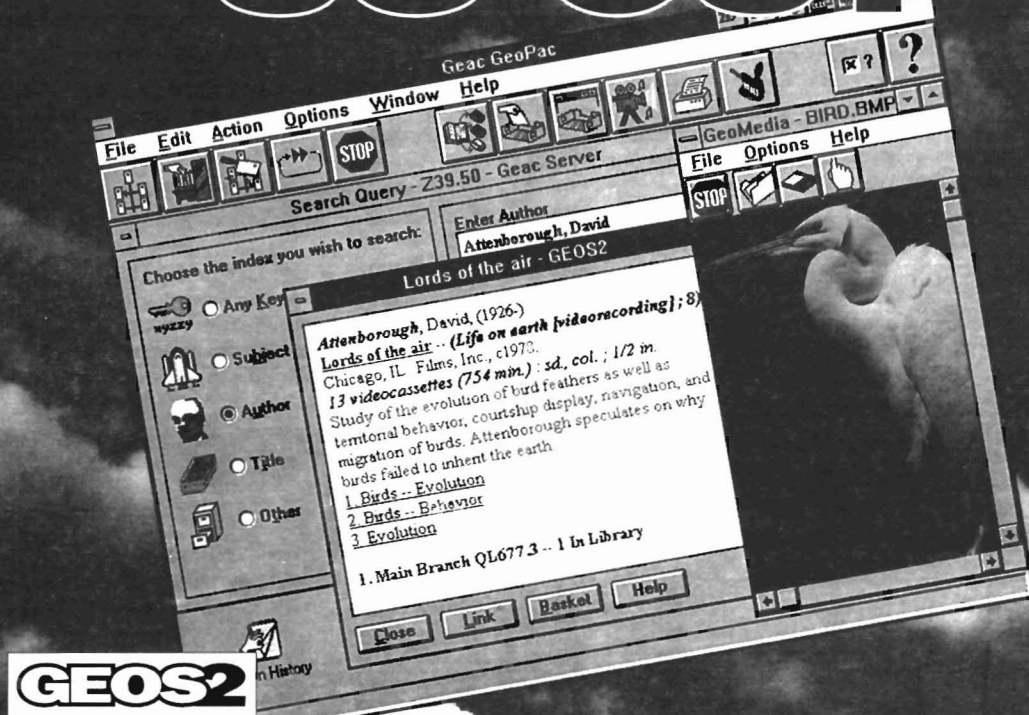 Geac GeoPac
File Edit Action Options Window Help
STOP
Search Query - Z39.50 - Geac Server
Choose the index you wish to search:
xyzzy
Any Key
Subject
Author
Title
Other
Enter Author
Attenborough, David
GeoMedia - BIRD.BMP
File Options Help
STOP
Lords of the air - GEOS2
Attenborough, David, (1926-)
Lords of the air -- (Life on earth [videorecording] ; 8)
Chicago, IL Films, Inc., c1978.
13 videocassettes (754 min.) : sd., col. ; 1/2 in.
Study of the evolution of bird feathers as well as
territorial behavior, courtship display, navigation, and
migration of birds. Attenborough speculates on why
birds failed to inherit the earth
1. Birds -- Evolution
2. Birds -- Behavior
3 Evolution
1. Main Branch QL677.3 -- 1 In Library
Close Link Basket Help
History
GEOS2